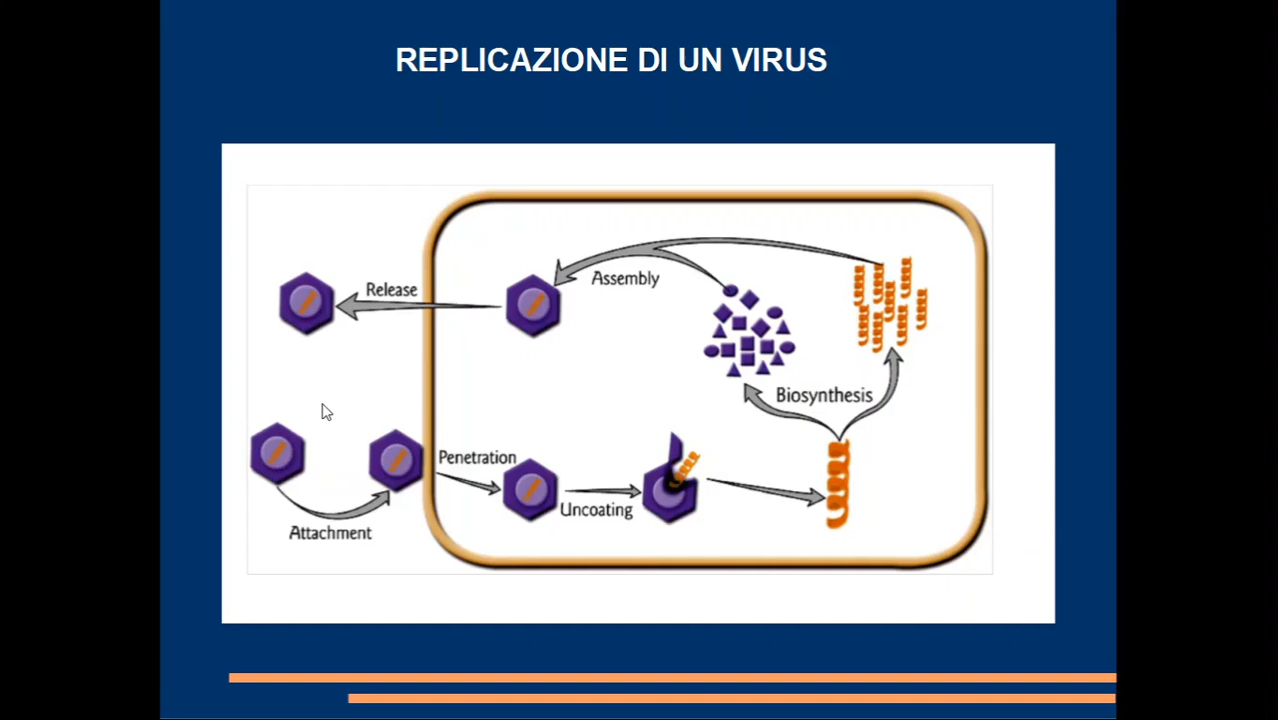 REPLICAZIONE DI UN VIRUS
Assembly
Release
Biosynthesis
Penetration
Uncoating
Attachment